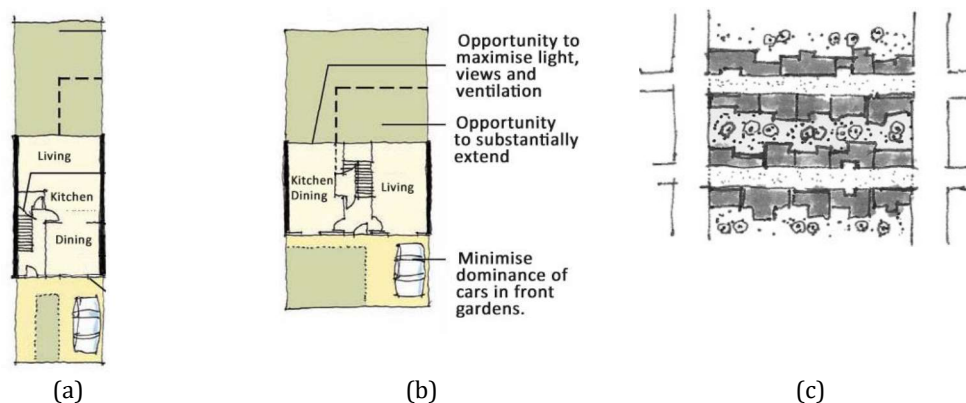 Living
Kitchen
Dining
Opportunity to
maximise light,
views and
ventilation
Opportunity
to substantially
extend
Kitchen
Dining
Living
Minimise
dominance of
cars in front
gardens.
(a)
(b)
(c)